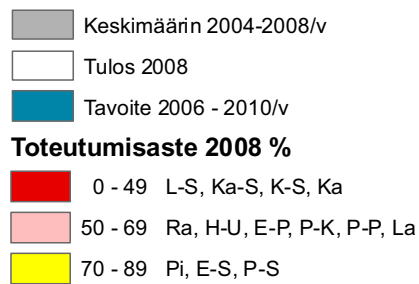 Keskimäärin 2004-2008/v
Tulos 2008
Tavoite 2006 - 2010/v
Toteutumisaste 2008 %
0 - 49 L-S, Ka-S, K-S, Ka
50 - 69 Ra, H-U, E-P, P-K, P-P, La
70 - 89 Pi, E-S, P-S